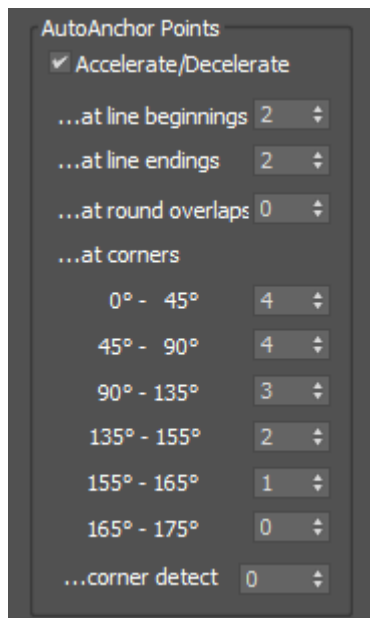 AutoAnchor Points
Accelerate/Decelerate
...at line beginnings 2
...at line endings 2
...at round overlaps 0
...at corners
0° - 45° 4
45° - 90° 4
90° - 135° 3
135° - 155° 2
155° - 165° 1
165° - 175° 0
...corner detect 0